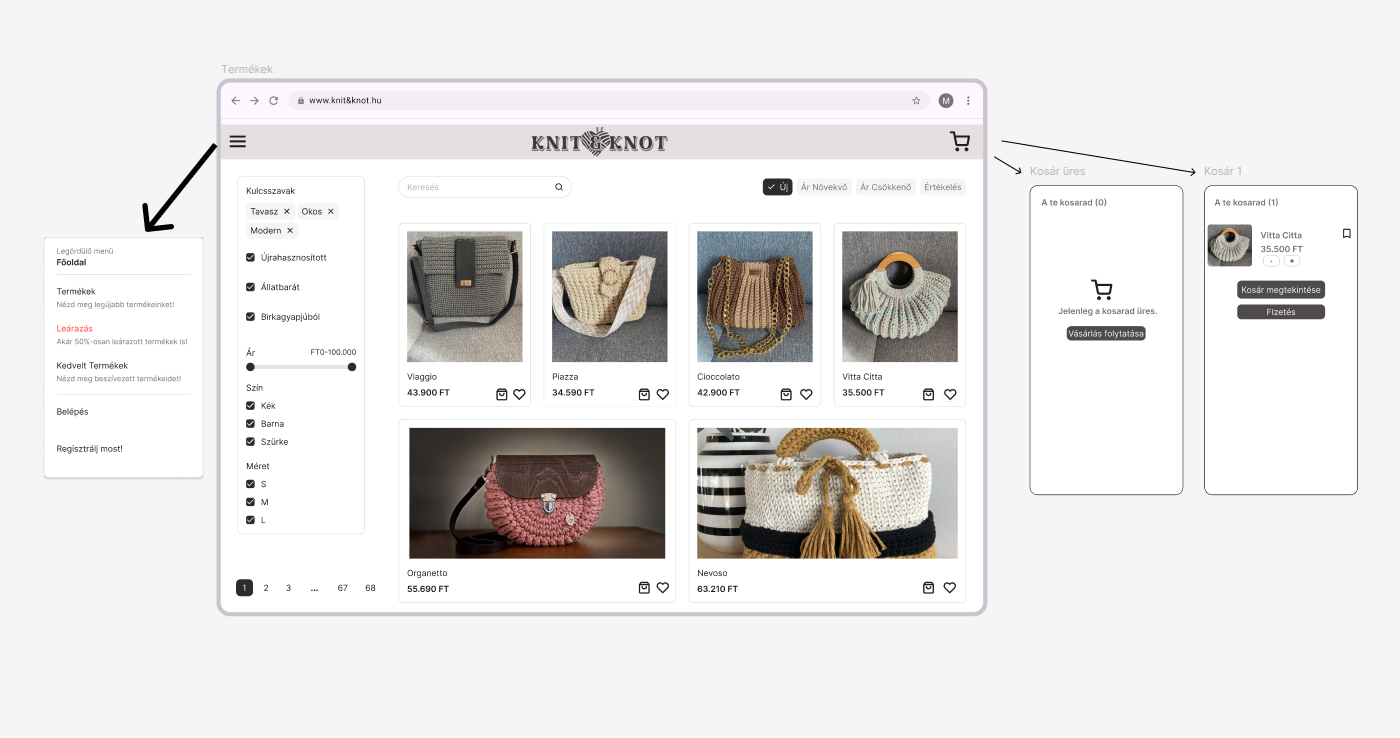 Termékek
www.knit&knot.hu
M
KNIT&KNOT
Legördülő menü
Főoldal
Termékek
Nézd meg legújabb termékeinket!
Leárazás
Akár 50%-osan leárazott termékek is!
Kedvelt Termékek
Nézd meg beszívezett termékeidet!
Belépés
Regisztrálj most!
Kulcsszavak
Tavasz
Okos
Modern
Újrahasznosított
Állatbarát
Birkagyapjúból
Ár FT0-100.000
Szín
Kék
Barna
Szürke
Méret
S
M
L
1 2 3 ... 67 68
Keresés
Új Ár Növekvő Ár Csökkenő Értékelés
Viaggio
43.900 FT
Piazza
34.590 FT
Cioccolato
42.900 FT
Vitta Citta
35.500 FT
Organetto
55.690 FT
Nevoso
63.210 FT
Kosár üres
A te kosarad (0)
Jelenleg a kosarad üres.
Vásárlás folytatása
Kosár 1
A te kosarad (1)
Vitta Citta
35.500 FT
- +
Kosár megtekintése
FIzetés